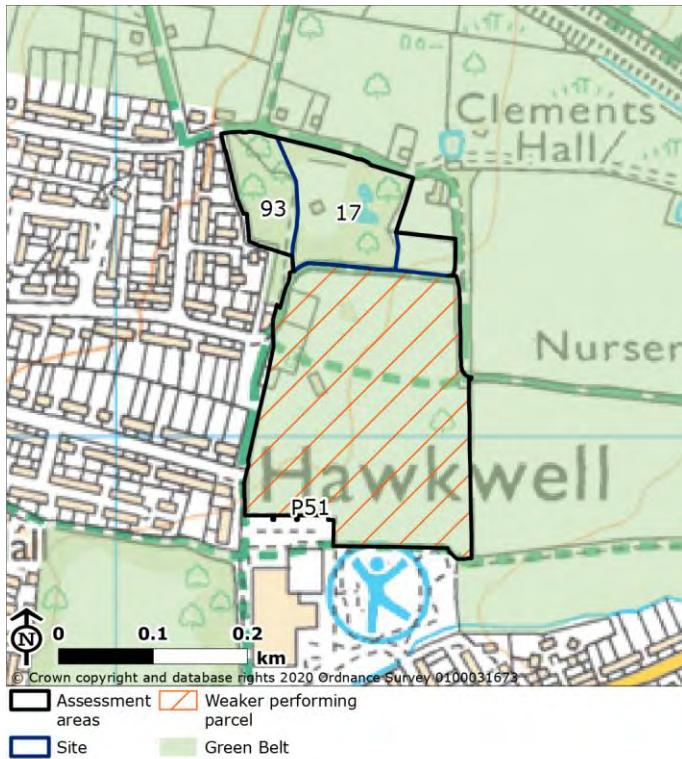 Clements
Hall/
93
17
Nurser
Hawkwell
P51
all
N
0 0.1 0.2
km
© Crown copyright and database rights 2020 Ordnance Survey 0100031673
Assessment areas
Weaker performing parcel
Site
Green Belt